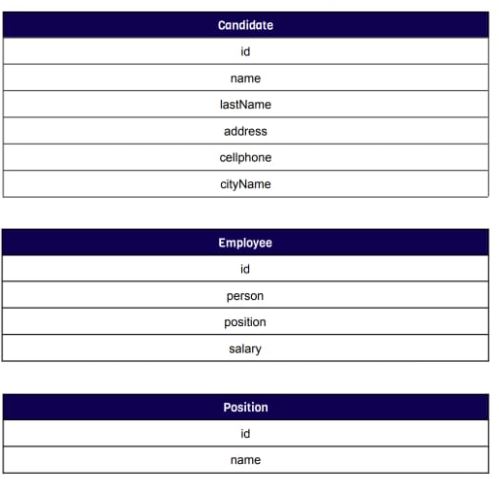 Candidate
id
name
lastName
address
cellphone
cityName
Employee
id
person
position
salary
Position
id
name